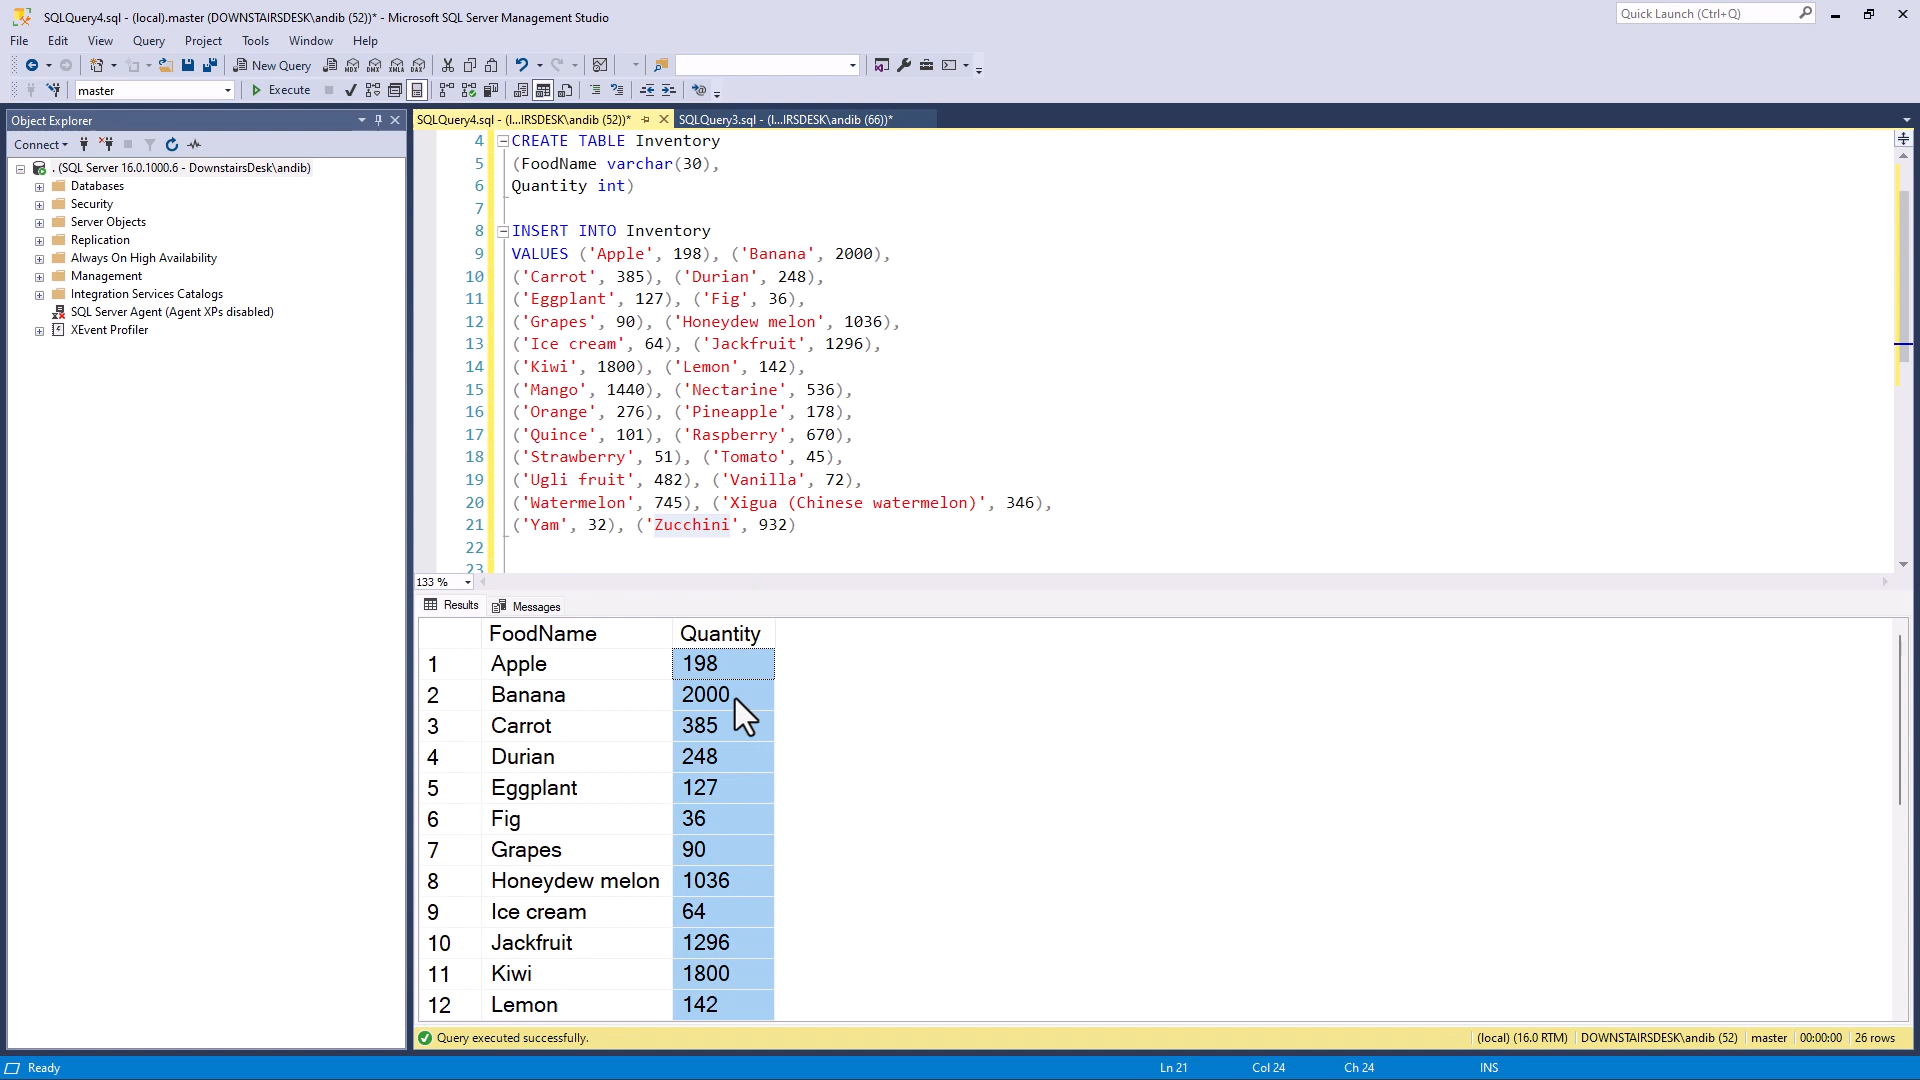 SQLQuery4.sql - (local).master (DOWNSTAIRSDESK\andib (52))* - Microsoft SQL Server Management Studio
Quick Launch (Ctrl+Q)
File Edit View Query Project Tools Window Help
New Query
MDX DMX XMLA DAX
master
Execute
Object Explorer
SQLQuery4.sql - (l...IRSDESK\andib (52))*
SQLQuery3.sql - (l...IRSDESK\andib (66))*
Connect
. (SQL Server 16.0.1000.6 - DownstairsDesk\andib)
Databases
Security
Server Objects
Replication
Always On High Availability
Management
Integration Services Catalogs
SQL Server Agent (Agent XPs disabled)
XEvent Profiler
4 CREATE TABLE Inventory
5 (FoodName varchar(30),
6 Quantity int)
7
8 INSERT INTO Inventory
9 VALUES ('Apple', 198), ('Banana', 2000),
10 ('Carrot', 385), ('Durian', 248),
11 ('Eggplant', 127), ('Fig', 36),
12 ('Grapes', 90), ('Honeydew melon', 1036),
13 ('Ice cream', 64), ('Jackfruit', 1296),
14 ('Kiwi', 1800), ('Lemon', 142),
15 ('Mango', 1440), ('Nectarine', 536),
16 ('Orange', 276), ('Pineapple', 178),
17 ('Quince', 101), ('Raspberry', 670),
18 ('Strawberry', 51), ('Tomato', 45),
19 ('Ugli fruit', 482), ('Vanilla', 72),
20 ('Watermelon', 745), ('Xigua (Chinese watermelon)', 346),
21 ('Yam', 32), ('Zucchini', 932)
22
23
133 %
Results Messages
FoodName Quantity
1 Apple 198
2 Banana 2000
3 Carrot 385
4 Durian 248
5 Eggplant 127
6 Fig 36
7 Grapes 90
8 Honeydew melon 1036
9 Ice cream 64
10 Jackfruit 1296
11 Kiwi 1800
12 Lemon 142
Query executed successfully.
(local) (16.0 RTM) DOWNSTAIRSDESK\andib (52) master 00:00:00 26 rows
Ready
Ln 21 Col 24 Ch 24 INS